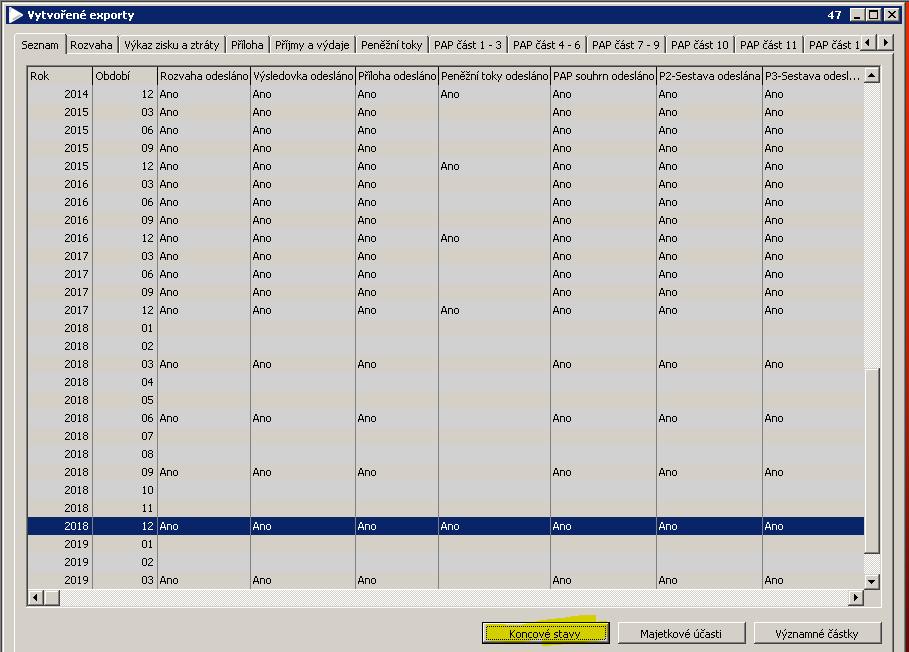 Vytvořené exporty 47
Seznam Rozvaha Výkaz zisku a ztráty Příloha Příjmy a výdaje Peněžní toky PAP část 1 - 3 PAP část 4 - 6 PAP část 7 - 9 PAP část 10 PAP část 11 PAP část 1
Rok Období Rozvaha odesláno Výsledovka odesláno Příloha odesláno Peněžní toky odesláno PAP souhrn odesláno P2-Sestava odeslána P3-Sestava odesl...
2014 12 Ano Ano Ano Ano Ano Ano Ano
2015 03 Ano Ano Ano Ano Ano Ano
2015 06 Ano Ano Ano Ano Ano Ano
2015 09 Ano Ano Ano Ano Ano Ano
2015 12 Ano Ano Ano Ano Ano Ano Ano
2016 03 Ano Ano Ano Ano Ano Ano
2016 06 Ano Ano Ano Ano Ano Ano
2016 09 Ano Ano Ano Ano Ano Ano
2016 12 Ano Ano Ano Ano Ano Ano Ano
2017 03 Ano Ano Ano Ano Ano Ano
2017 06 Ano Ano Ano Ano Ano Ano
2017 09 Ano Ano Ano Ano Ano Ano
2017 12 Ano Ano Ano Ano Ano Ano Ano
2018 01
2018 02
2018 03 Ano Ano Ano Ano Ano Ano
2018 04
2018 05
2018 06 Ano Ano Ano Ano Ano Ano
2018 07
2018 08
2018 09 Ano Ano Ano Ano Ano Ano
2018 10
2018 11
2018 12 Ano Ano Ano Ano Ano Ano Ano
2019 01
2019 02
2019 03 Ano Ano Ano Ano Ano Ano
Koncové stavy Majetkové účasti Významné částky